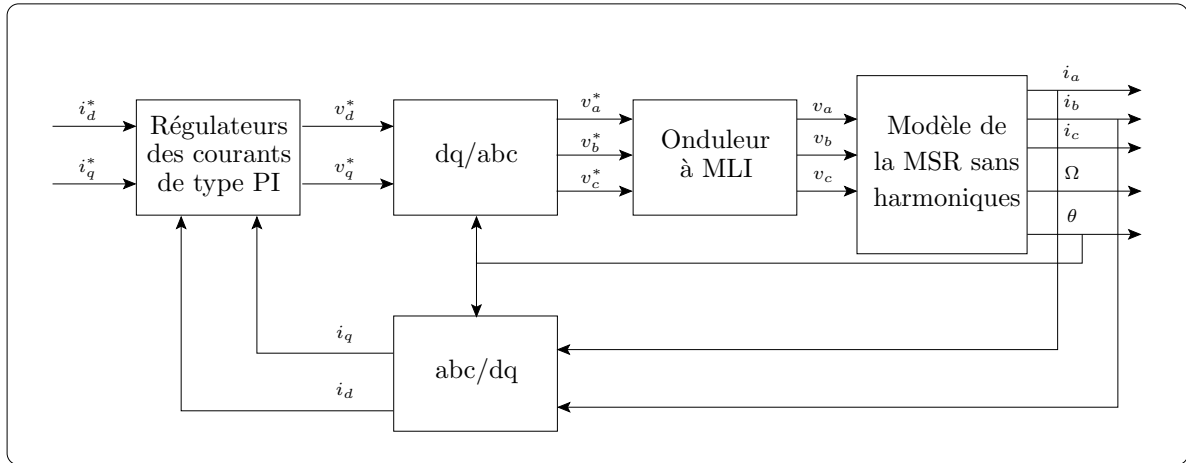 i_d^*
i_q^*
Régulateurs
des courants
de type PI
v_d^*
v_q^*
dq/abc
v_a^*
v_b^*
v_c^*
Onduleur
à MLI
v_a
v_b
v_c
Modèle de
la MSR sans
harmoniques
i_a
i_b
i_c
Ω
θ
i_q
i_d
abc/dq